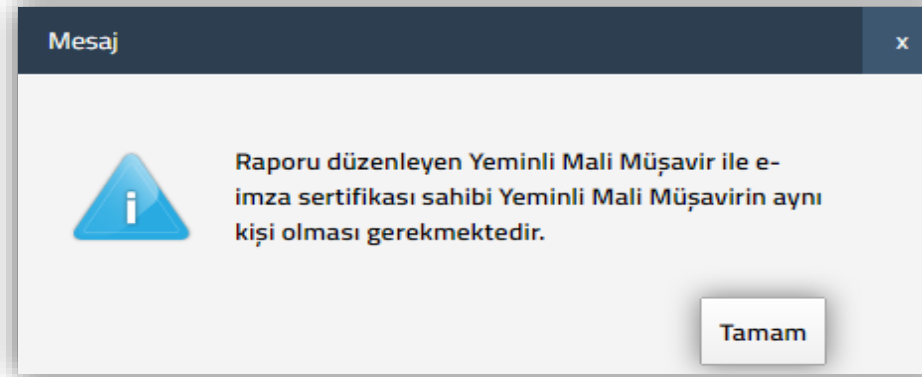 Mesaj
x
Raporu düzenleyen Yeminli Mali Müşavir ile e-
imza sertifikası sahibi Yeminli Mali Müşavirin aynı
kişi olması gerekmektedir.
Tamam